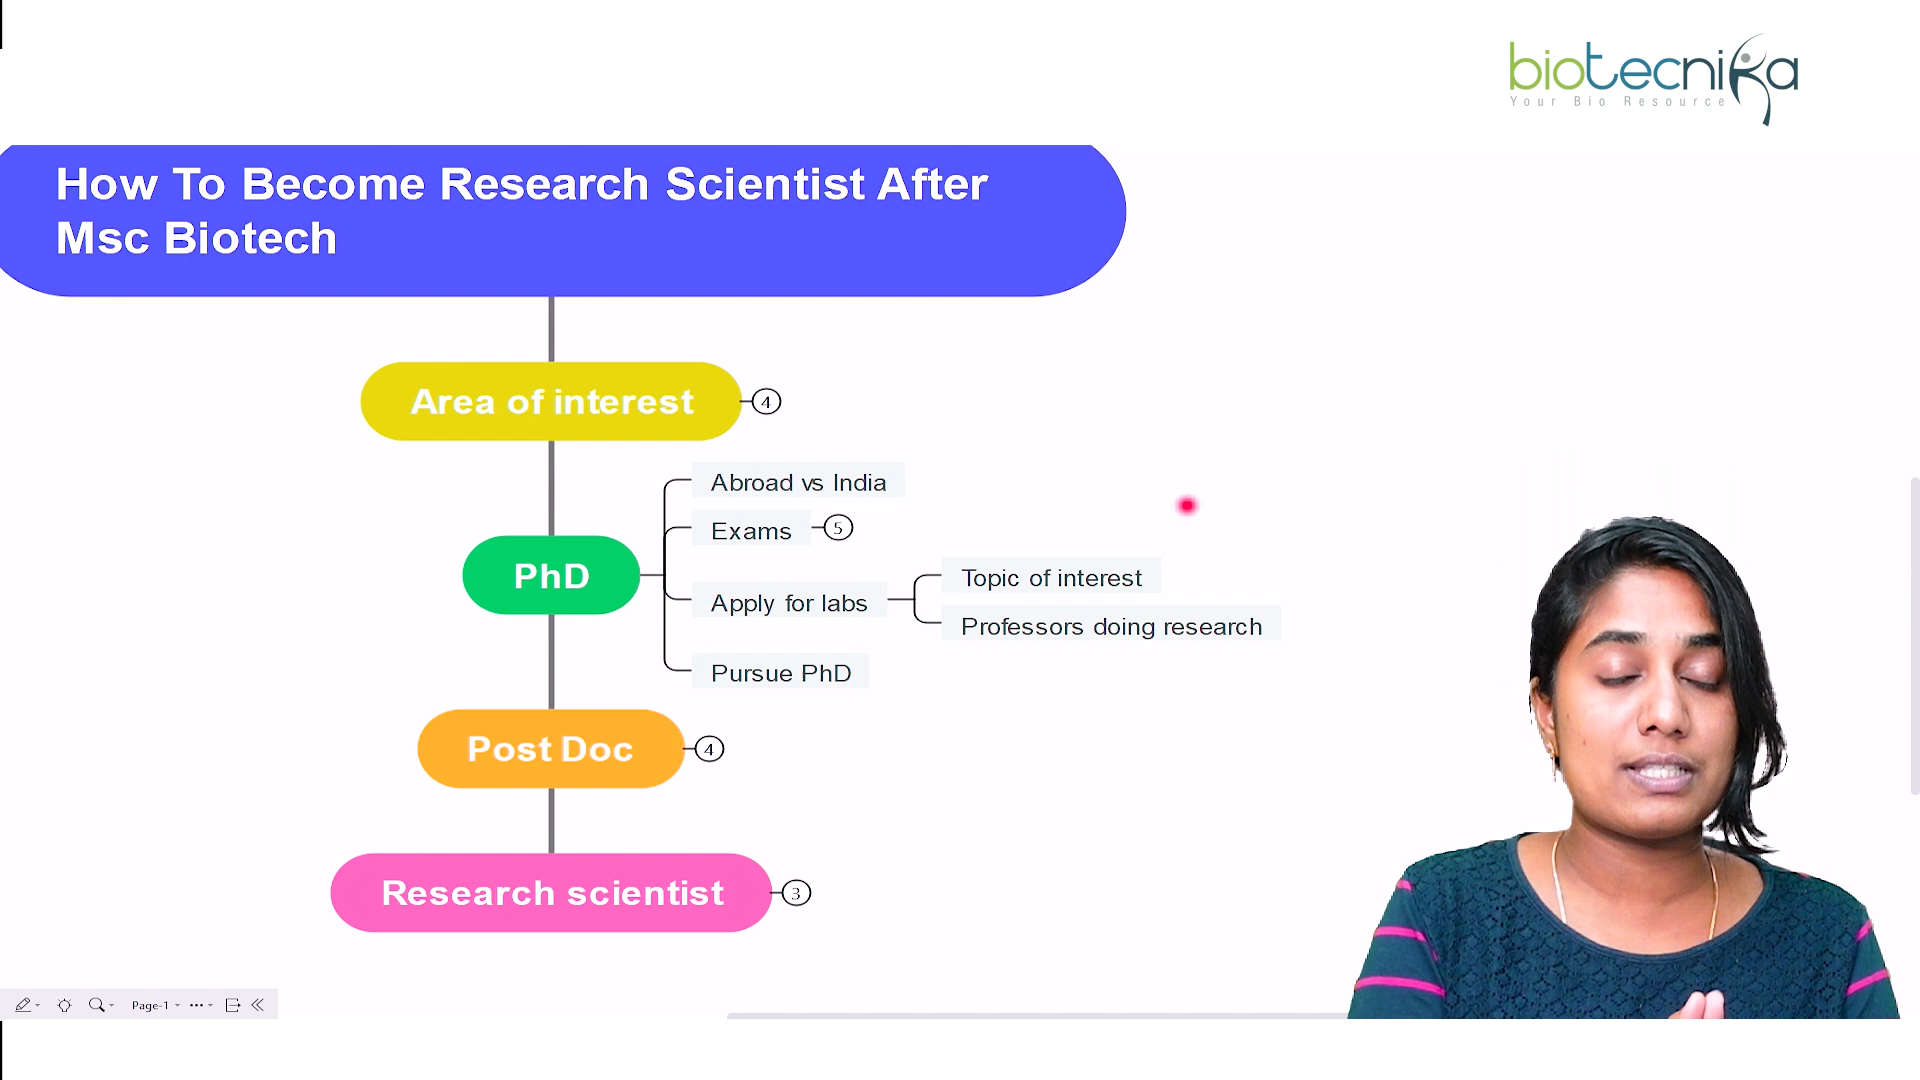 biotecnika
Your Bio Resource
How To Become Research Scientist After
Msc Biotech
Area of interest
4
Abroad vs India
Exams
5
PhD
Apply for labs
Topic of interest
Professors doing research
Pursue PhD
Post Doc
4
Research scientist
3
Page-1